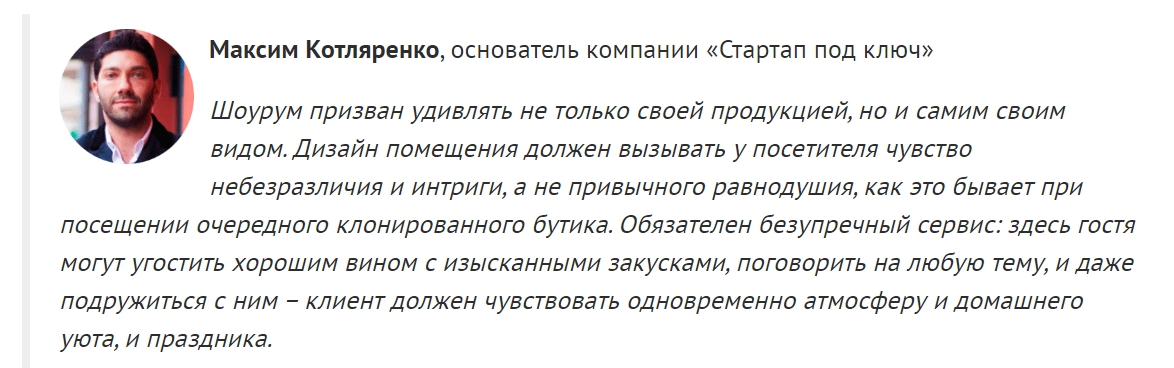 Максим Котляренко, основатель компании «Стартап под ключ»
Шоурум призван удивлять не только своей продукцией, но и самим своим
видом. Дизайн помещения должен вызывать у посетителя чувство
небезразличия и интриги, а не привычного равнодушия, как это бывает при
посещении очередного клонированного бутика. Обязателен безупречный сервис: здесь гостя
могут угостить хорошим вином с изысканными закусками, поговорить на любую тему, и даже
подружиться с ним – клиент должен чувствовать одновременно атмосферу и домашнего
уюта, и праздника.